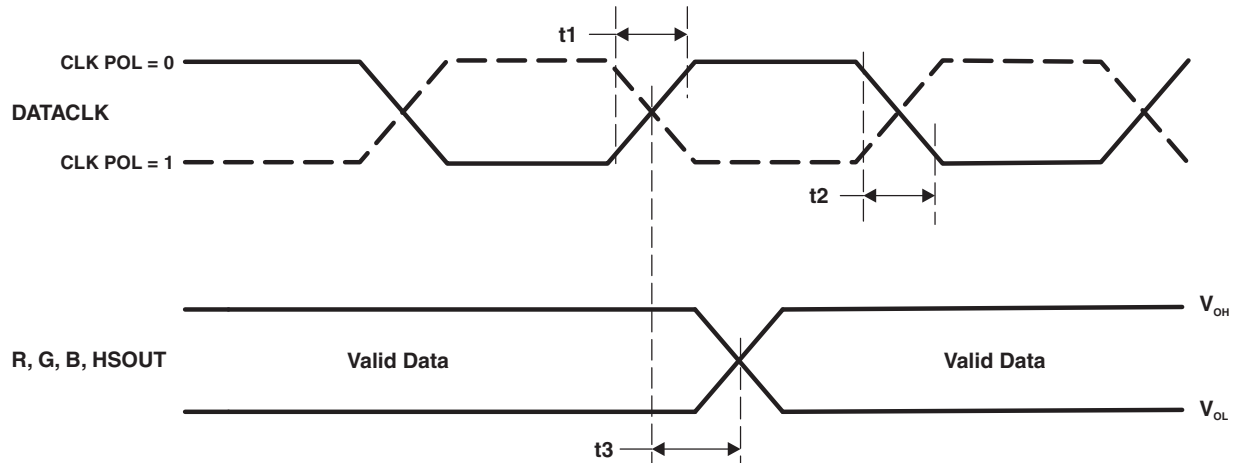 t1
CLK POL = 0
DATACLK
CLK POL = 1
t2
V_OH
R, G, B, HSOUT
Valid Data
Valid Data
V_OL
t3